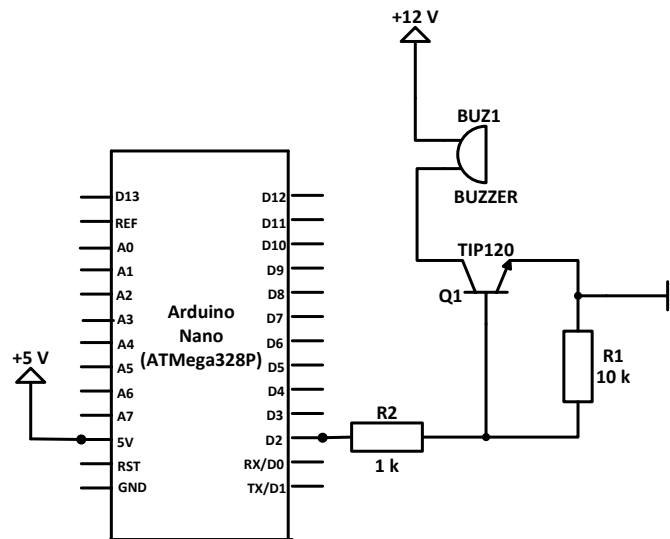 +12 V
BUZ1
BUZZER
TIP120
Q1
D13
REF
A0
A1
A2
A3
A4
A5
A6
A7
5V
RST
GND
Arduino
Nano
(ATMega328P)
D12
D11
D10
D9
D8
D7
D6
D5
D4
D3
D2
RX/D0
TX/D1
+5 V
R2
1 k
R1
10 k